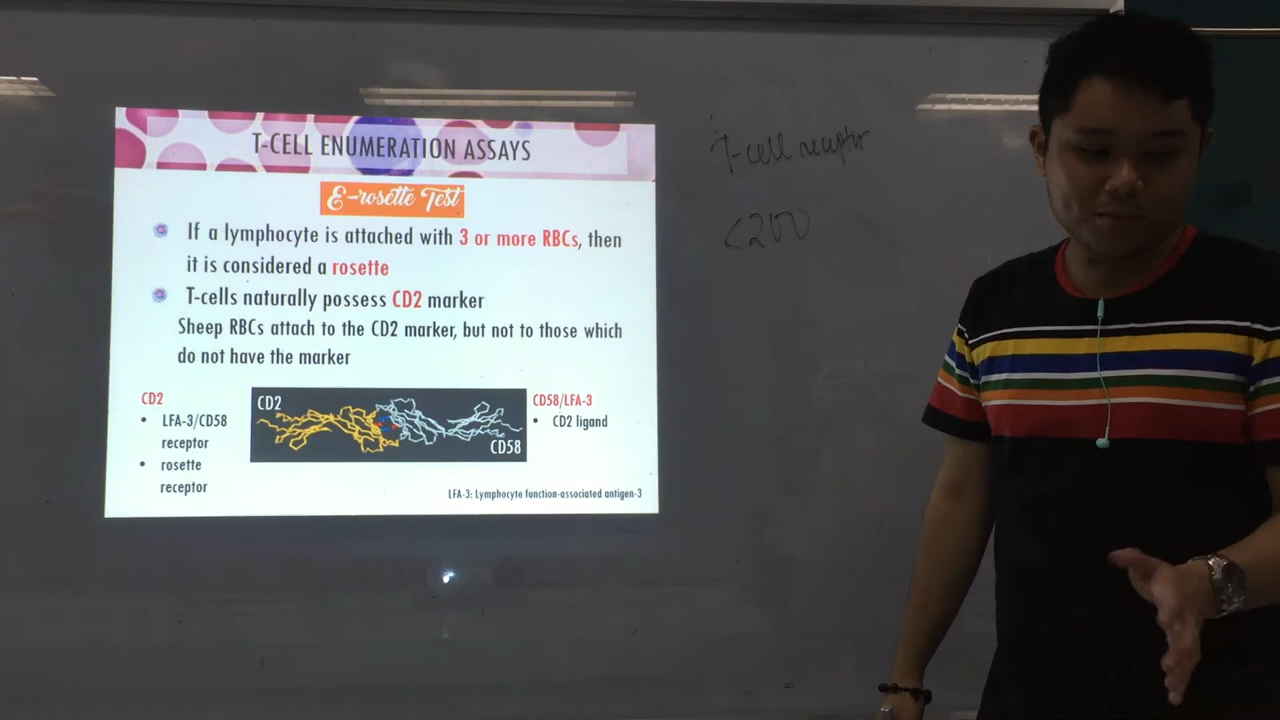 T-CELL ENUMERATION ASSAYS
E-rosette Test
If a lymphocyte is attached with 3 or more RBCs, then
it is considered a rosette
T-cells naturally possess CD2 marker
Sheep RBCs attach to the CD2 marker, but not to those which
do not have the marker
CD2
• LFA-3/CD58
receptor
• rosette
receptor
CD2
CD58
CD58/LFA-3
• CD2 ligand
LFA-3: Lymphocyte function-associated antigen-3
T-cell receptor
<200